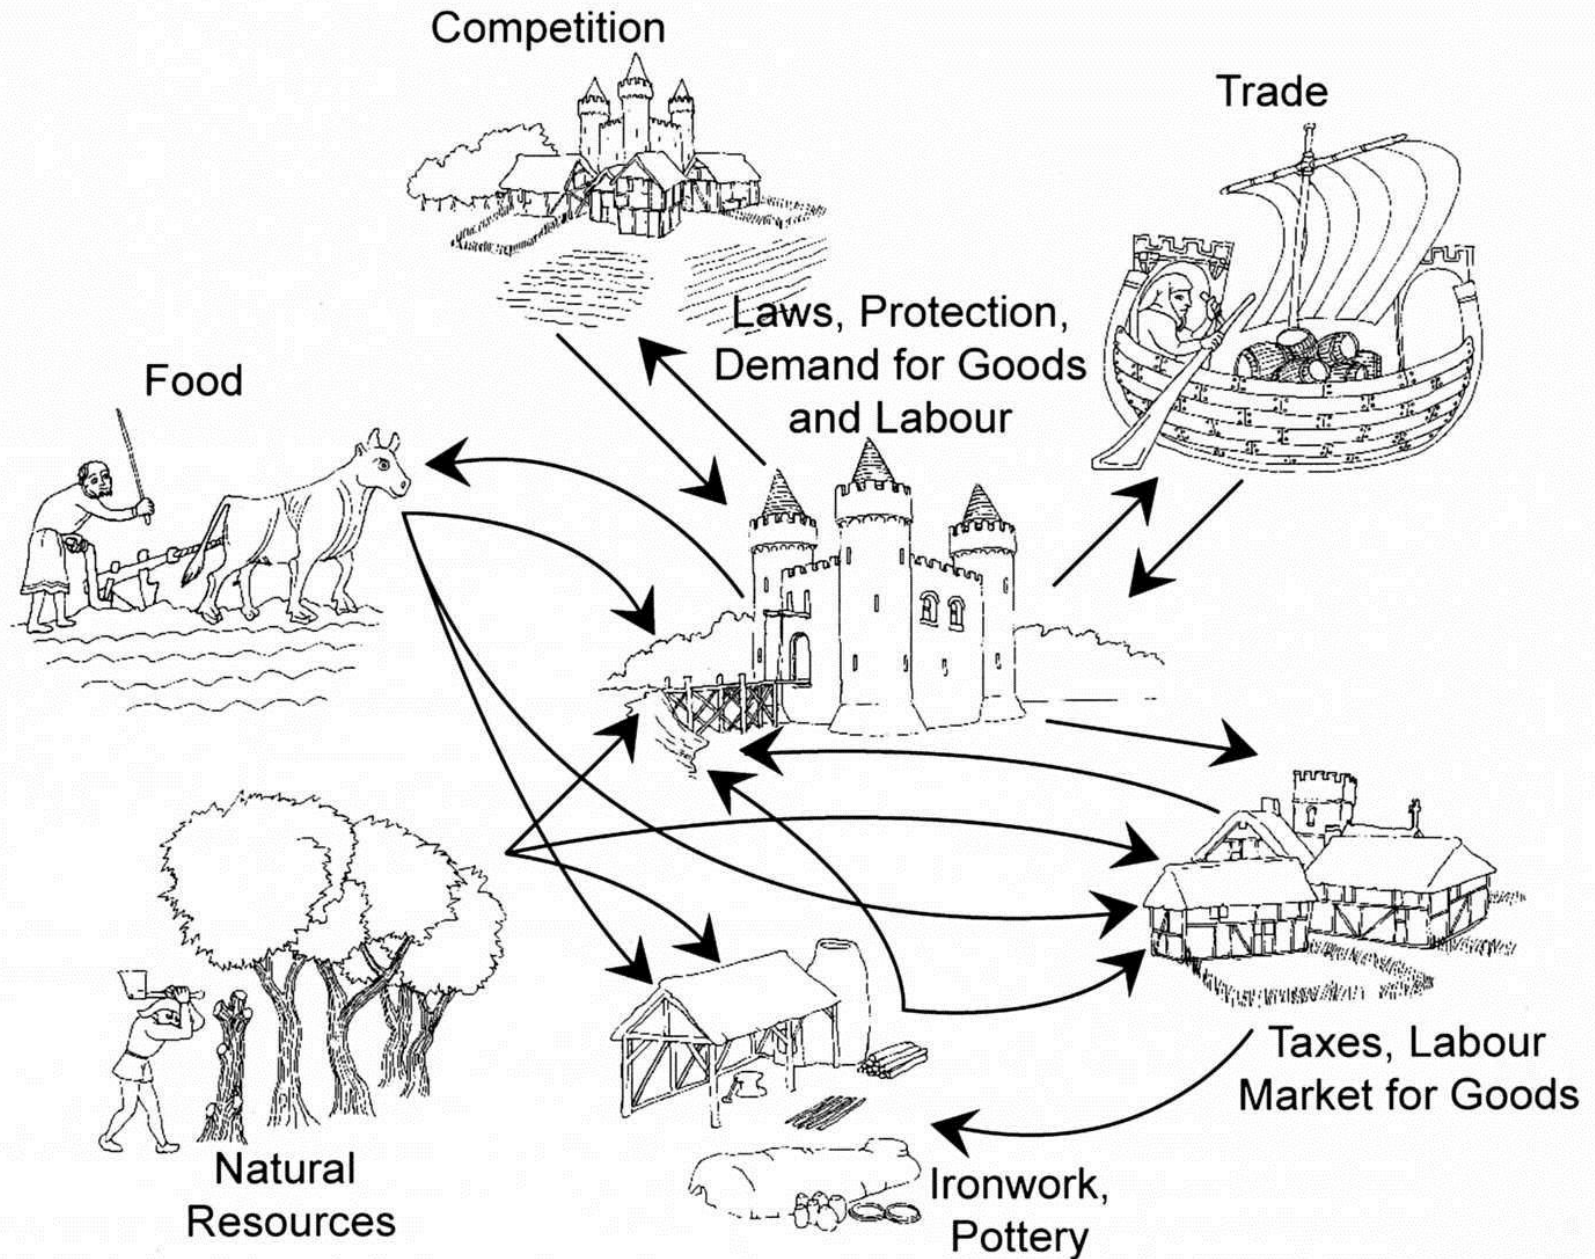 Competition
Trade
Laws, Protection,
Demand for Goods
and Labour
Food
Taxes, Labour
Market for Goods
Natural
Resources
Ironwork,
Pottery